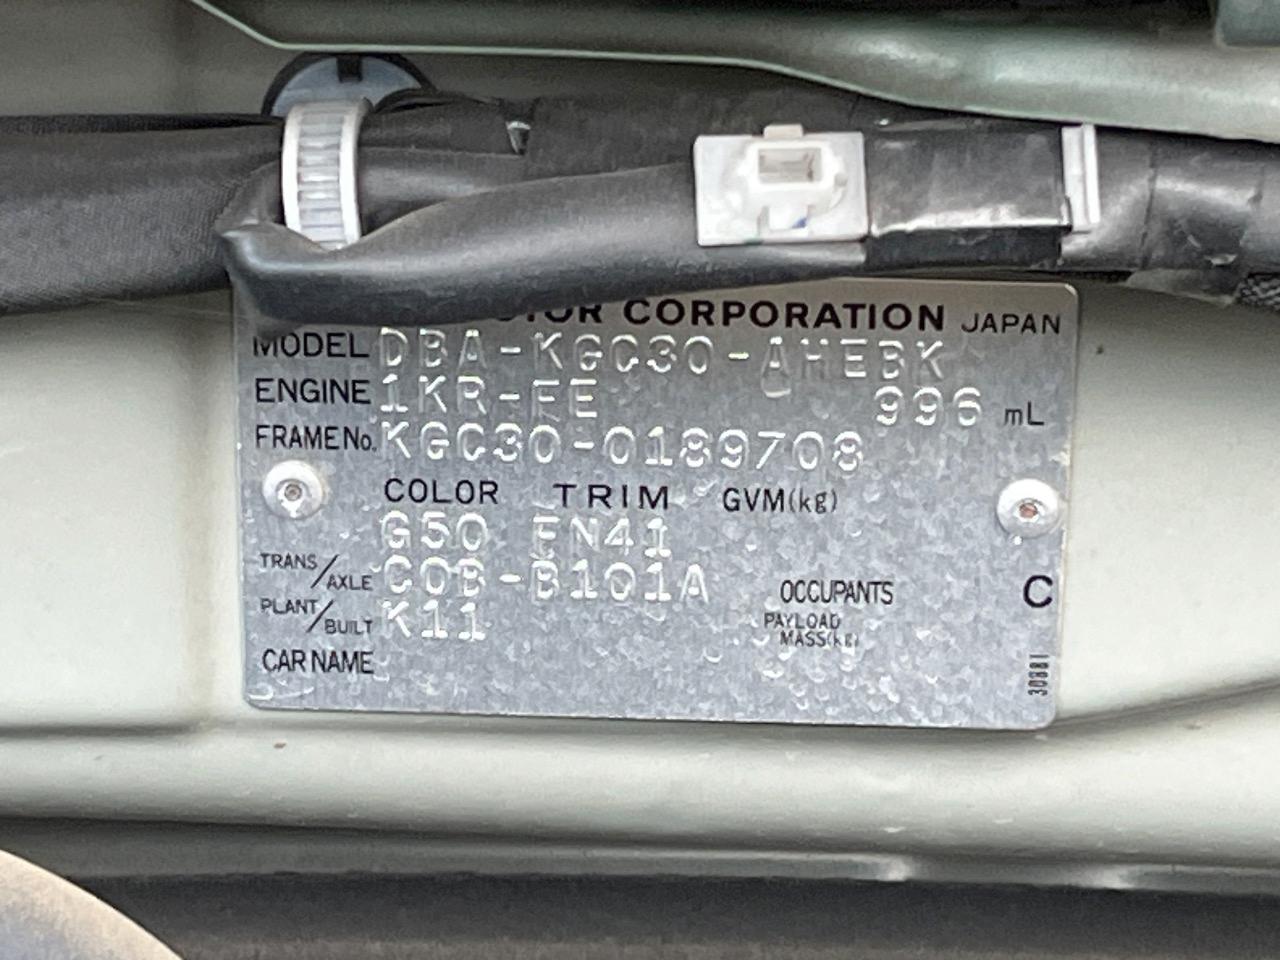 CORPORATION JAPAN
MODEL DBA-KGC30-AHEBK
ENGINE 1KR-FE 996 mL
FRAME No. KGC30-0189708
COLOR TRIM GVM(kg)
G50 FN41
TRANS/AXLE C0B-B101A OCCUPANTS C
PLANT/BUILT K11 PAYLOAD MASS(kg)
CAR NAME
30881